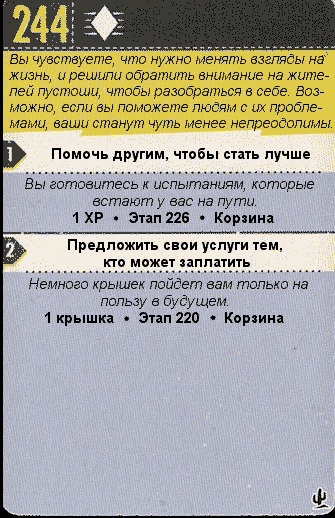 244
Вы чувствуете, что нужно менять взгляды на
жизнь, и решили обратить внимание на жите-
лей пустоши, чтобы разобраться в себе. Воз-
можно, если вы поможете людям с их пробле-
мами, ваши станут чуть менее непреодолимы.
1 Помочь другим, чтобы стать лучше
Вы готовитесь к испытаниям, которые
встают у вас на пути.
1 XP • Этап 226 • Корзина
2 Предложить свои услуги тем,
кто может заплатить
Немного крышек пойдет вам только на
пользу в будущем.
1 крышка • Этап 220 • Корзина